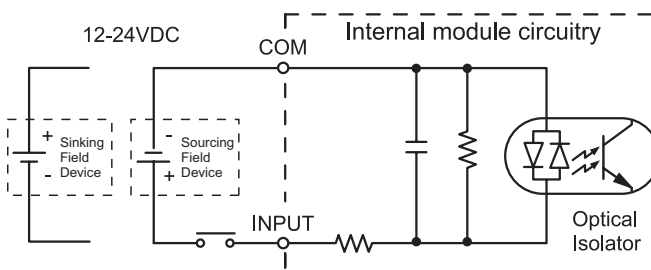 12-24VDC
COM
Internal module circuitry
+
Sinking
Field
Device
-
-
Sourcing
Field
Device
+
INPUT
Optical
Isolator